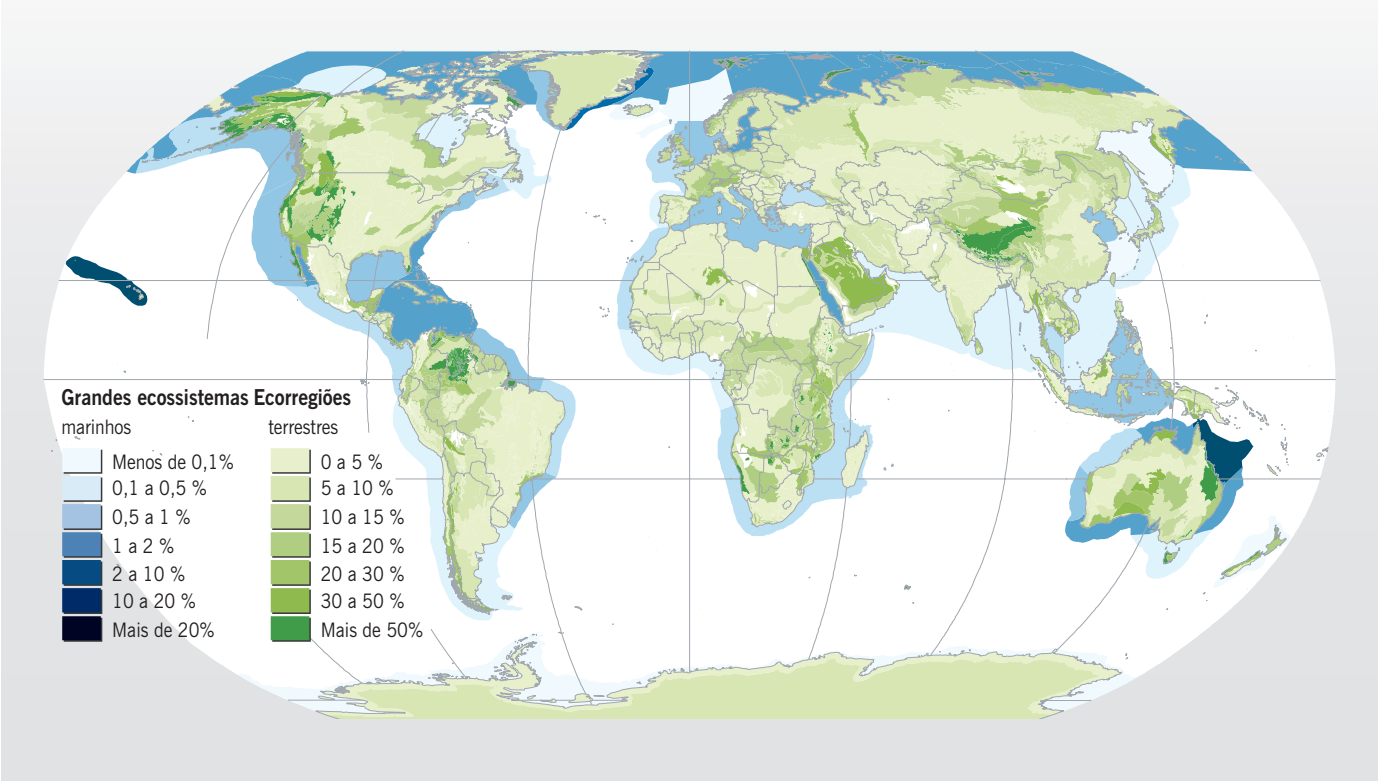 Grandes ecossistemas Ecorregiões
marinhos terrestres
Menos de 0,1% 0 a 5 %
0,1 a 0,5 % 5 a 10 %
0,5 a 1 % 10 a 15 %
1 a 2 % 15 a 20 %
2 a 10 % 20 a 30 %
10 a 20 % 30 a 50 %
Mais de 20% Mais de 50%